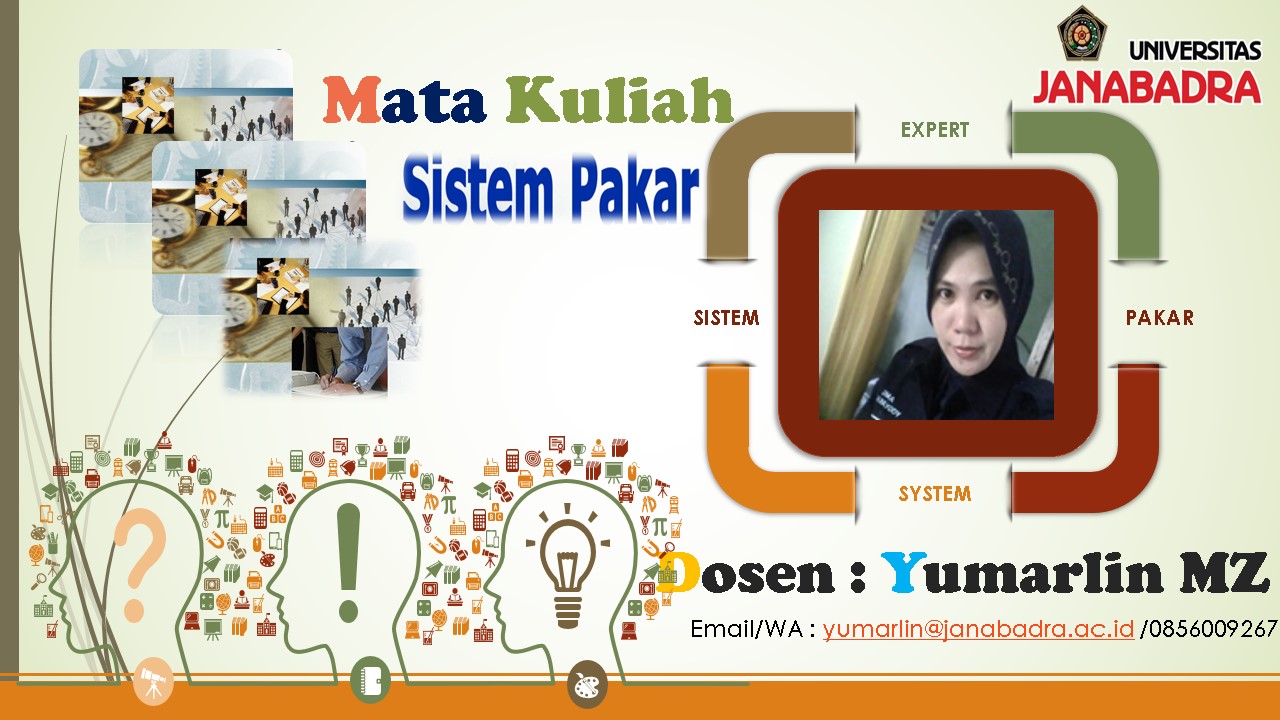 UNIVERSITAS
JANABADRA
Mata Kuliah
Sistem Pakar
EXPERT
SISTEM
PAKAR
SYSTEM
Dosen : Yumarlin MZ
Email/WA : yumarlin@janabadra.ac.id /0856009267